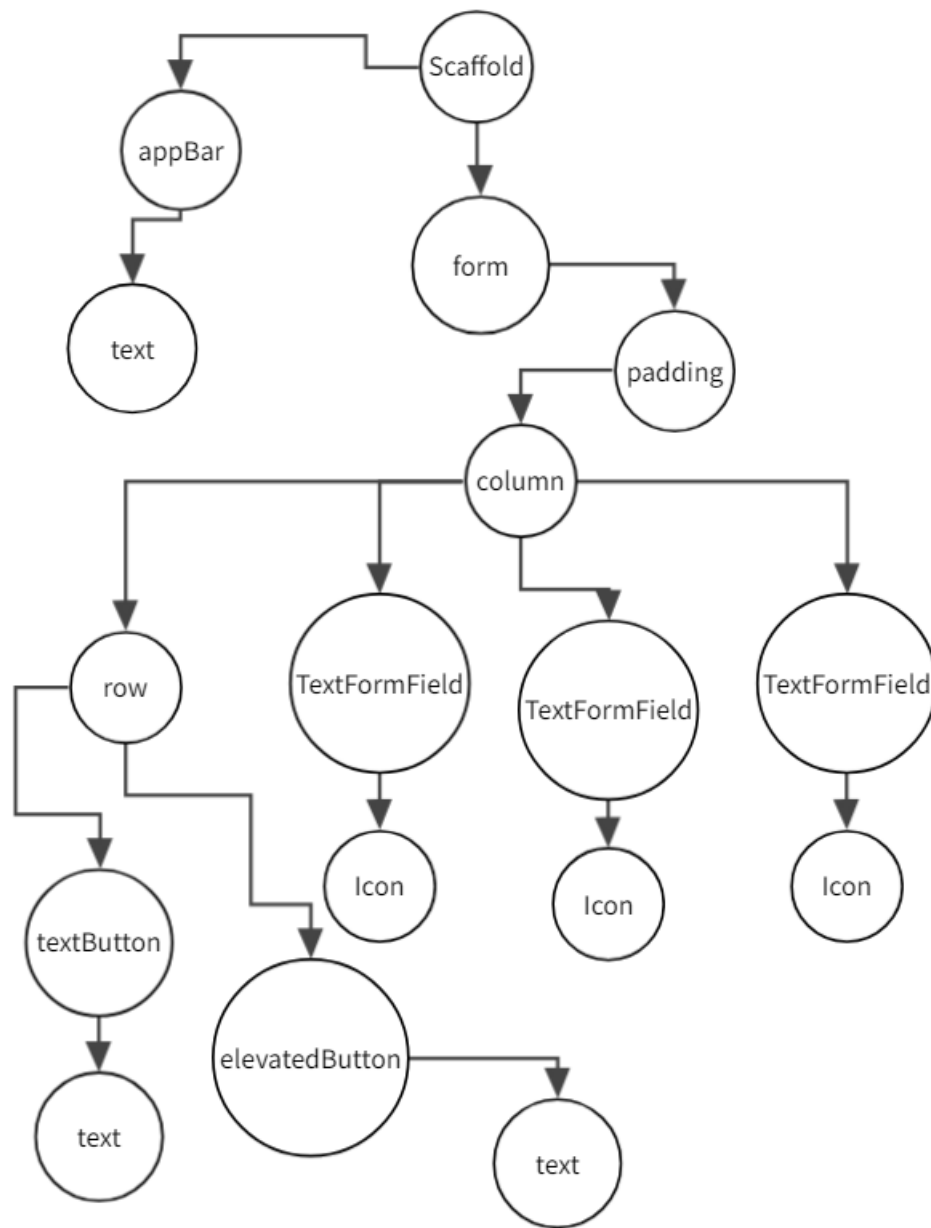 Scaffold
appBar
form
text
padding
column
row
TextFormField
TextFormField
TextFormField
Icon
Icon
Icon
textButton
elevatedButton
text
text